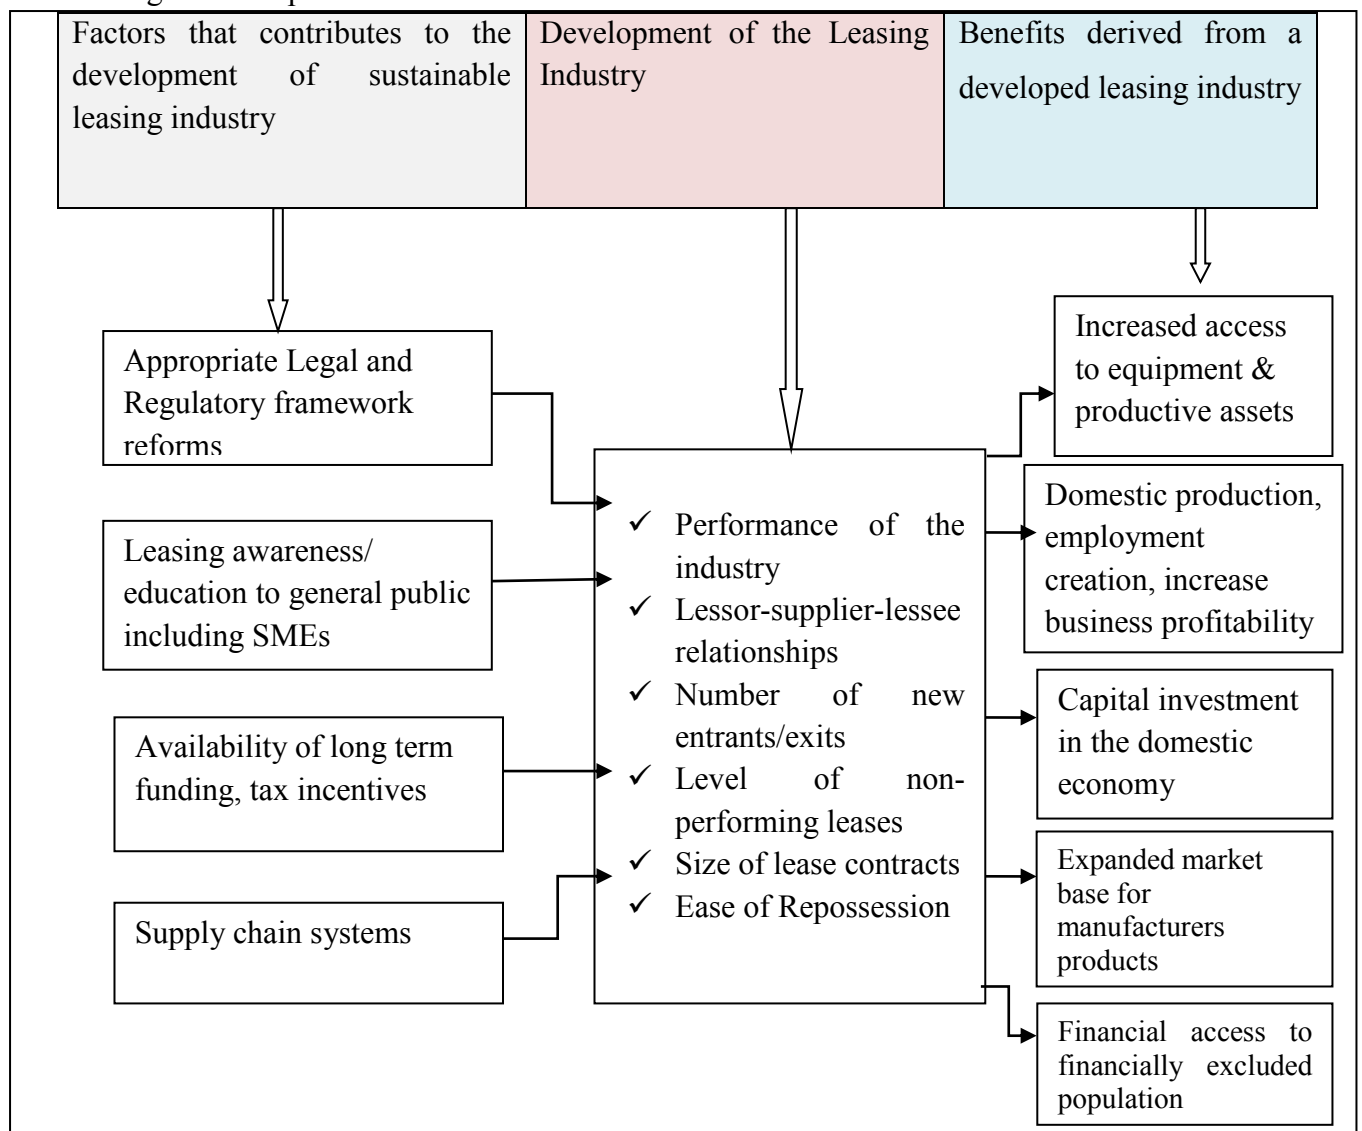 Factors that contributes to the
development of sustainable
leasing industry
Development of the Leasing
Industry
Benefits derived from a
developed leasing industry
Appropriate Legal and
Regulatory framework
reforms
Leasing awareness/
education to general public
including SMEs
Availability of long term
funding, tax incentives
Supply chain systems
✓ Performance of the
industry
✓ Lessor-supplier-lessee
relationships
✓ Number of new
entrants/exits
✓ Level of non-
performing leases
✓ Size of lease contracts
✓ Ease of Repossession
Increased access
to equipment &
productive assets
Domestic production,
employment
creation, increase
business profitability
Capital investment
in the domestic
economy
Expanded market
base for
manufacturers
products
Financial access to
financially excluded
population